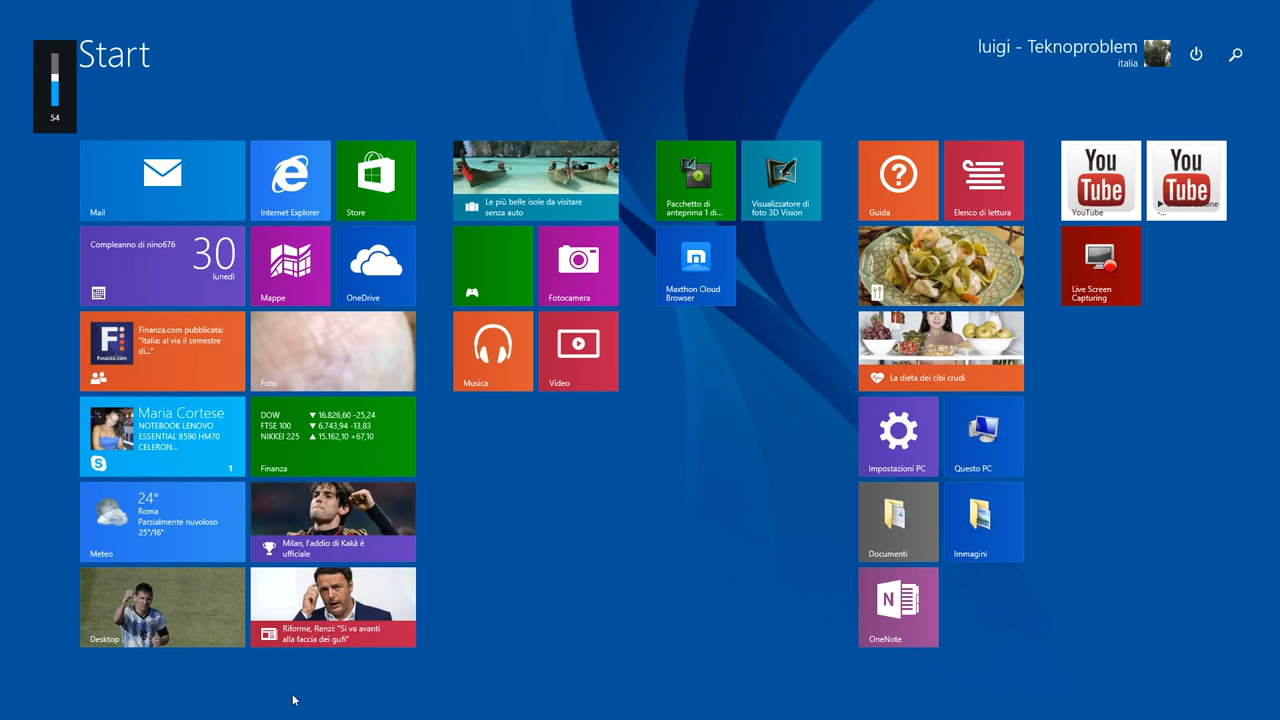 Start
54
luigi - Teknoproblem
italia
Mail
Internet Explorer
Store
Compleanno di nino676
30
lunedì
Mappe
OneDrive
Finanza.com
Finanza.com pubblicata:
"Italia: al via il semestre
di..."
Foto
Maria Cortese
NOTEBOOK LENOVO
ESSENTIAL B590 HM70
CELERON...
1
DOW ▼ 16.826,60 -25,24
FTSE 100 ▼ 6.743,94 -13,83
NIKKEI 225 ▲ 15.162,10 +67,10
Finanza
24°
Roma
Parzialmente nuvoloso
25°/16°
Meteo
Milan, l'addio di Kakà è
ufficiale
Desktop
Riforme, Renzi: "Si va avanti
alla faccia dei gufi"
Le più belle isole da visitare
senza auto
Fotocamera
Musica
Video
Pacchetto di
anteprima 1 di...
Visualizzatore di
foto 3D Vision
Maxthon Cloud
Browser
Guida
Elenco di lettura
La dieta dei cibi crudi
Impostazioni PC
Questo PC
Documenti
Immagini
N
OneNote
You
Tube
YouTube
You
Tube
Live Screen
Capturing